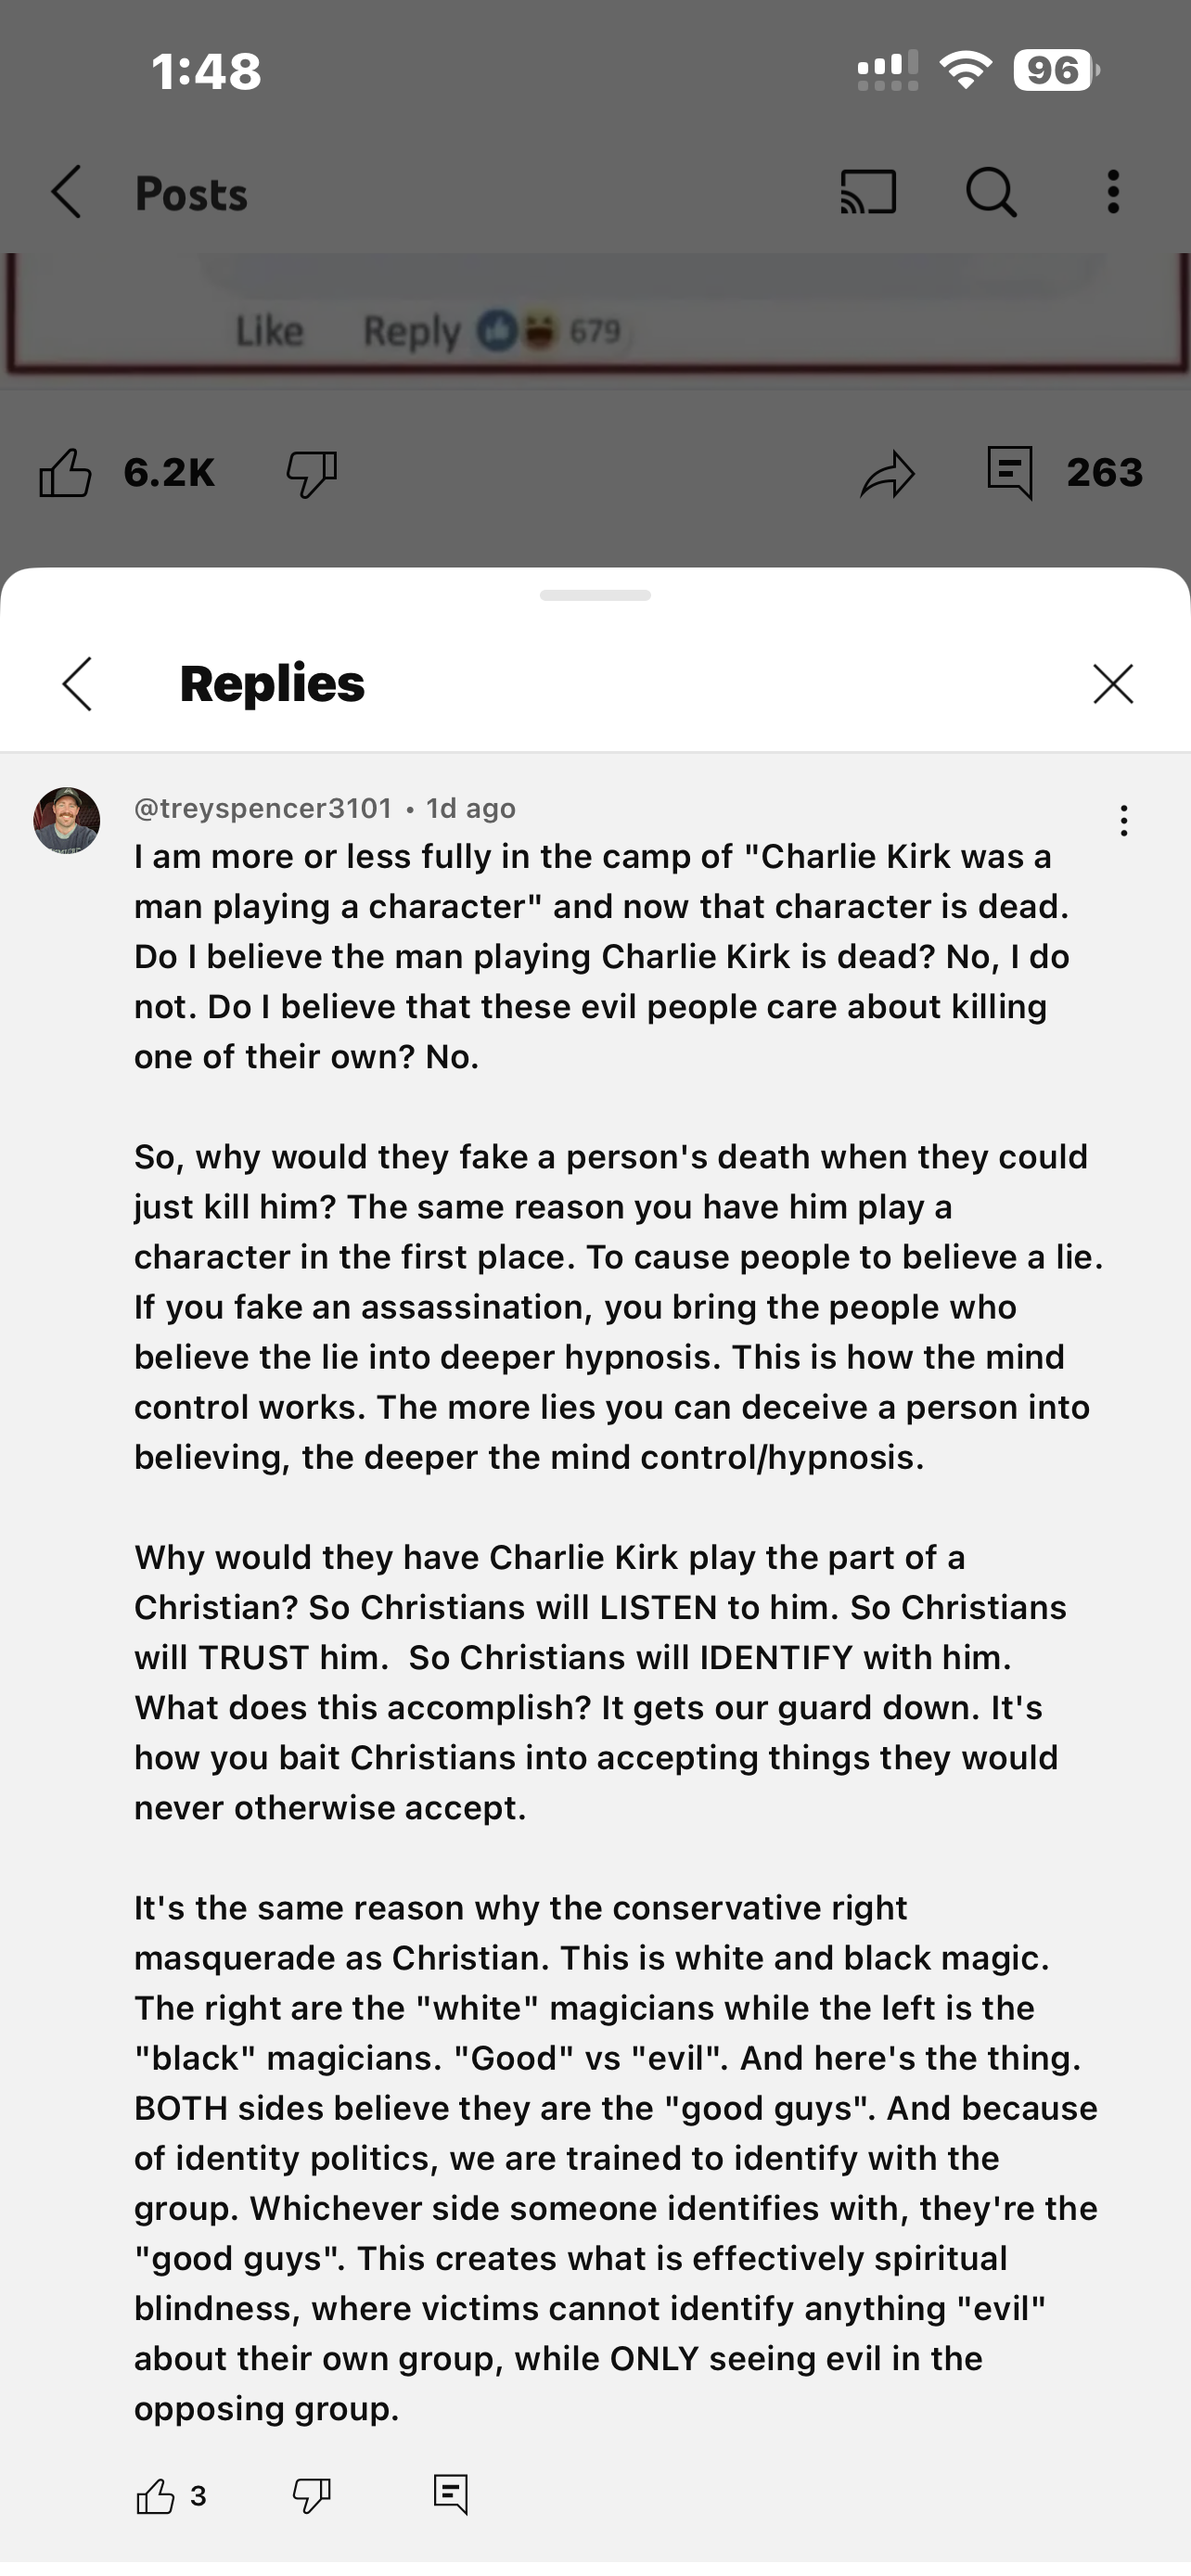 1:48
96
Posts
Like Reply 679
6.2K
263
Replies
@treyspencer3101 • 1d ago
I am more or less fully in the camp of "Charlie Kirk was a
man playing a character" and now that character is dead.
Do I believe the man playing Charlie Kirk is dead? No, I do
not. Do I believe that these evil people care about killing
one of their own? No.
So, why would they fake a person's death when they could
just kill him? The same reason you have him play a
character in the first place. To cause people to believe a lie.
If you fake an assassination, you bring the people who
believe the lie into deeper hypnosis. This is how the mind
control works. The more lies you can deceive a person into
believing, the deeper the mind control/hypnosis.
Why would they have Charlie Kirk play the part of a
Christian? So Christians will LISTEN to him. So Christians
will TRUST him.  So Christians will IDENTIFY with him.
What does this accomplish? It gets our guard down. It's
how you bait Christians into accepting things they would
never otherwise accept.
It's the same reason why the conservative right
masquerade as Christian. This is white and black magic.
The right are the "white" magicians while the left is the
"black" magicians. "Good" vs "evil". And here's the thing.
BOTH sides believe they are the "good guys". And because
of identity politics, we are trained to identify with the
group. Whichever side someone identifies with, they're the
"good guys". This creates what is effectively spiritual
blindness, where victims cannot identify anything "evil"
about their own group, while ONLY seeing evil in the
opposing group.
3